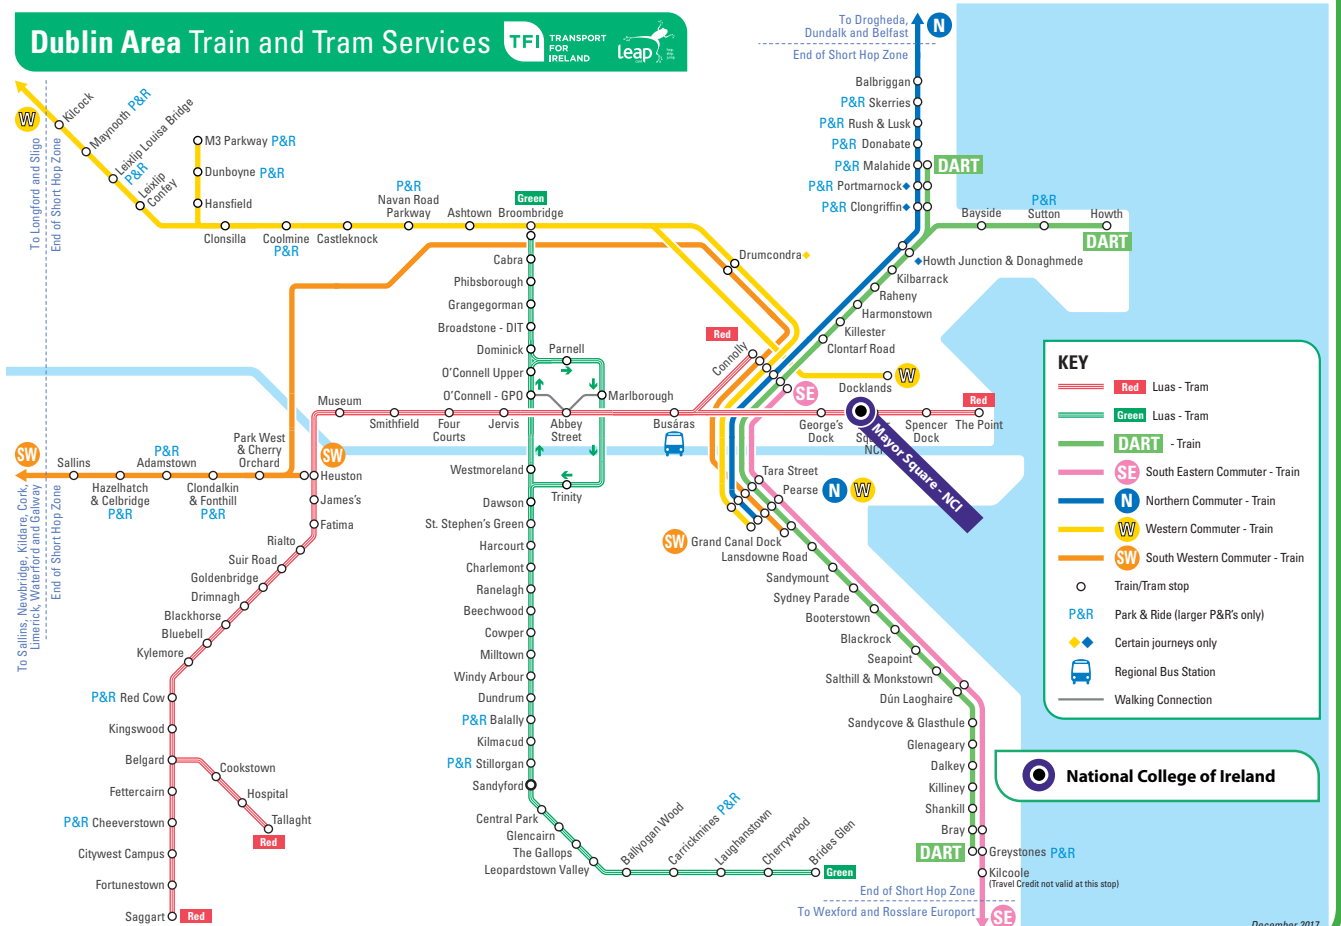 Dublin Area Train and Tram Services
TFI
TRANSPORT
FOR
IRELAND
leap
To Drogheda,
Dundalk and Belfast
N
End of Short Hop Zone
Balbriggan
P&R Skerries
P&R Rush & Lusk
P&R Donabate
P&R Malahide
DART
P&R Portmarnock
P&R Clongriffin
Bayside
P&R
Sutton
Howth
DART
Howth Junction & Donaghmede
Kilbarrack
Raheny
Harmonstown
Killester
Clontarf Road
W
To Longford and Sligo
End of Short Hop Zone
Kilcock
Maynooth P&R
Leixlip Louisa Bridge
P&R
Leixlip
Confey
M3 Parkway P&R
Dunboyne P&R
Hansfield
Clonsilla
Coolmine
P&R
Castleknock
P&R
Navan Road
Parkway
Ashtown
Green
Broombridge
Drumcondra
Cabra
Phibsborough
Grangegorman
Broadstone - DIT
Dominick
Parnell
O'Connell Upper
O'Connell - GPO
Marlborough
Abbey
Street
Westmoreland
Trinity
Dawson
St. Stephen's Green
Harcourt
Charlemont
Ranelagh
Beechwood
Cowper
Milltown
Windy Arbour
Dundrum
P&R Balally
Kilmacud
P&R Stillorgan
Sandyford
Central Park
Glencairn
The Gallops
Leopardstown Valley
Ballyogan Wood
Carrickmines P&R
Laughanstown
Cherrywood
Brides Glen
Green
Red
Connolly
Docklands
W
SE
Museum
Smithfield
Four
Courts
Jervis
Busáras
George's
Dock
Mayor Square - NCI
Spencer
Dock
Red
The Point
SW
Sallins
Hazelhatch
& Celbridge
P&R
P&R
Adamstown
Clondalkin
& Fonthill
P&R
Park West
& Cherry
Orchard
SW
Heuston
To Sallins, Newbridge, Kildare, Cork,
Limerick, Waterford and Galway
End of Short Hop Zone
James's
Fatima
Rialto
Suir Road
Goldenbridge
Drimnagh
Blackhorse
Bluebell
Kylemore
P&R Red Cow
Kingswood
Belgard
Cookstown
Hospital
Tallaght
Red
Fettercairn
P&R Cheeverstown
Citywest Campus
Fortunestown
Saggart
Red
Tara Street
Pearse
N
W
SW
Grand Canal Dock
Lansdowne Road
Sandymount
Sydney Parade
Booterstown
Blackrock
Seapoint
Salthill & Monkstown
Dún Laoghaire
Sandycove & Glasthule
Glenageary
Dalkey
Killiney
Shankill
Bray
DART
Greystones P&R
Kilcoole
(Travel Credit not valid at this stop)
End of Short Hop Zone
To Wexford and Rosslare Europort
SE
KEY
Red Luas - Tram
Green Luas - Tram
DART - Train
SE South Eastern Commuter - Train
N Northern Commuter - Train
W Western Commuter - Train
SW South Western Commuter - Train
Train/Tram stop
P&R Park & Ride (larger P&R's only)
Certain journeys only
Regional Bus Station
Walking Connection
National College of Ireland
December 2017